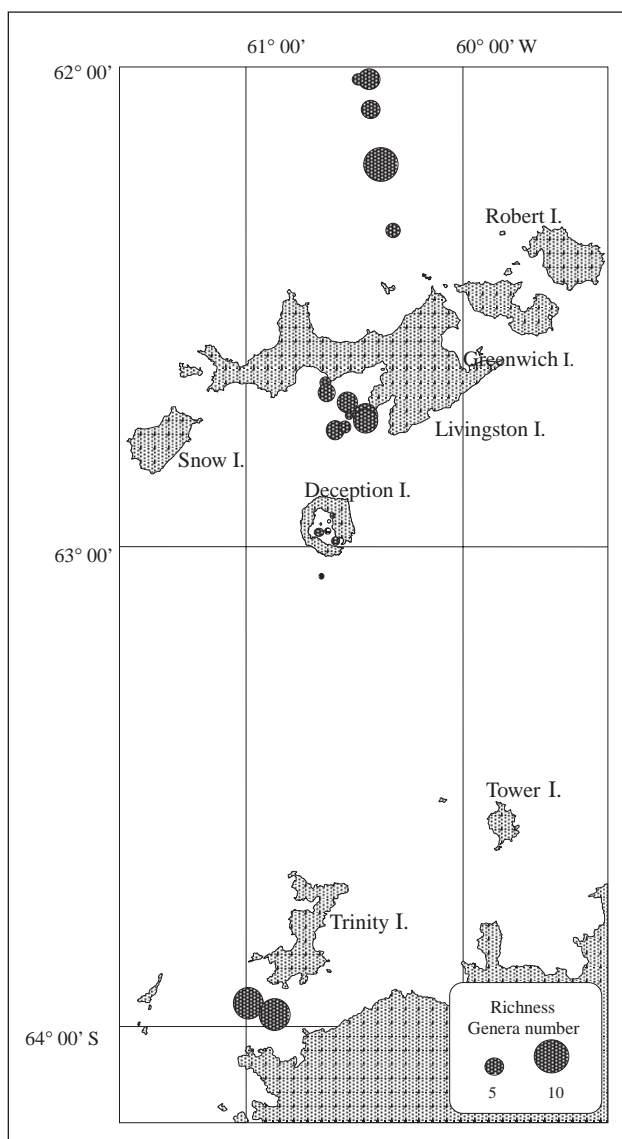 61° 00' 60° 00' W
62° 00'
Robert I.
Greenwich I.
Livingston I.
Snow I.
Deception I.
63° 00'
Tower I.
Trinity I.
64° 00' S
Richness
Genera number
5 10